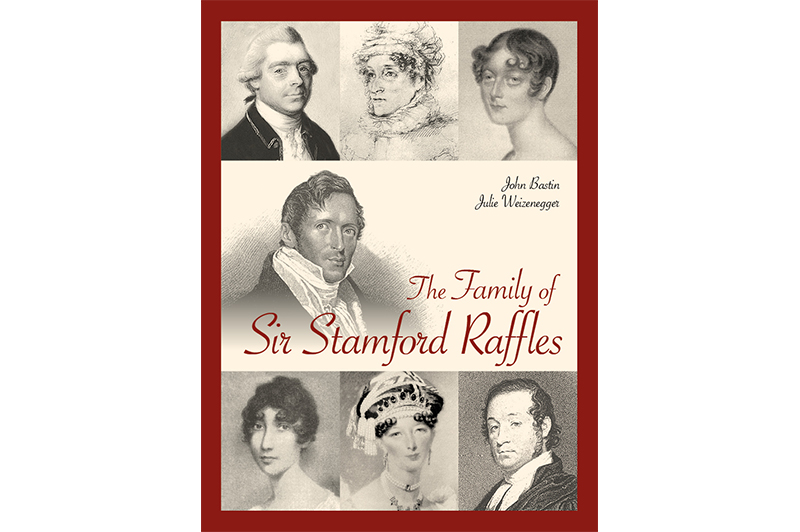 John Bastin
Julie Weizenegger
The Family of
Sir Stamford Raffles